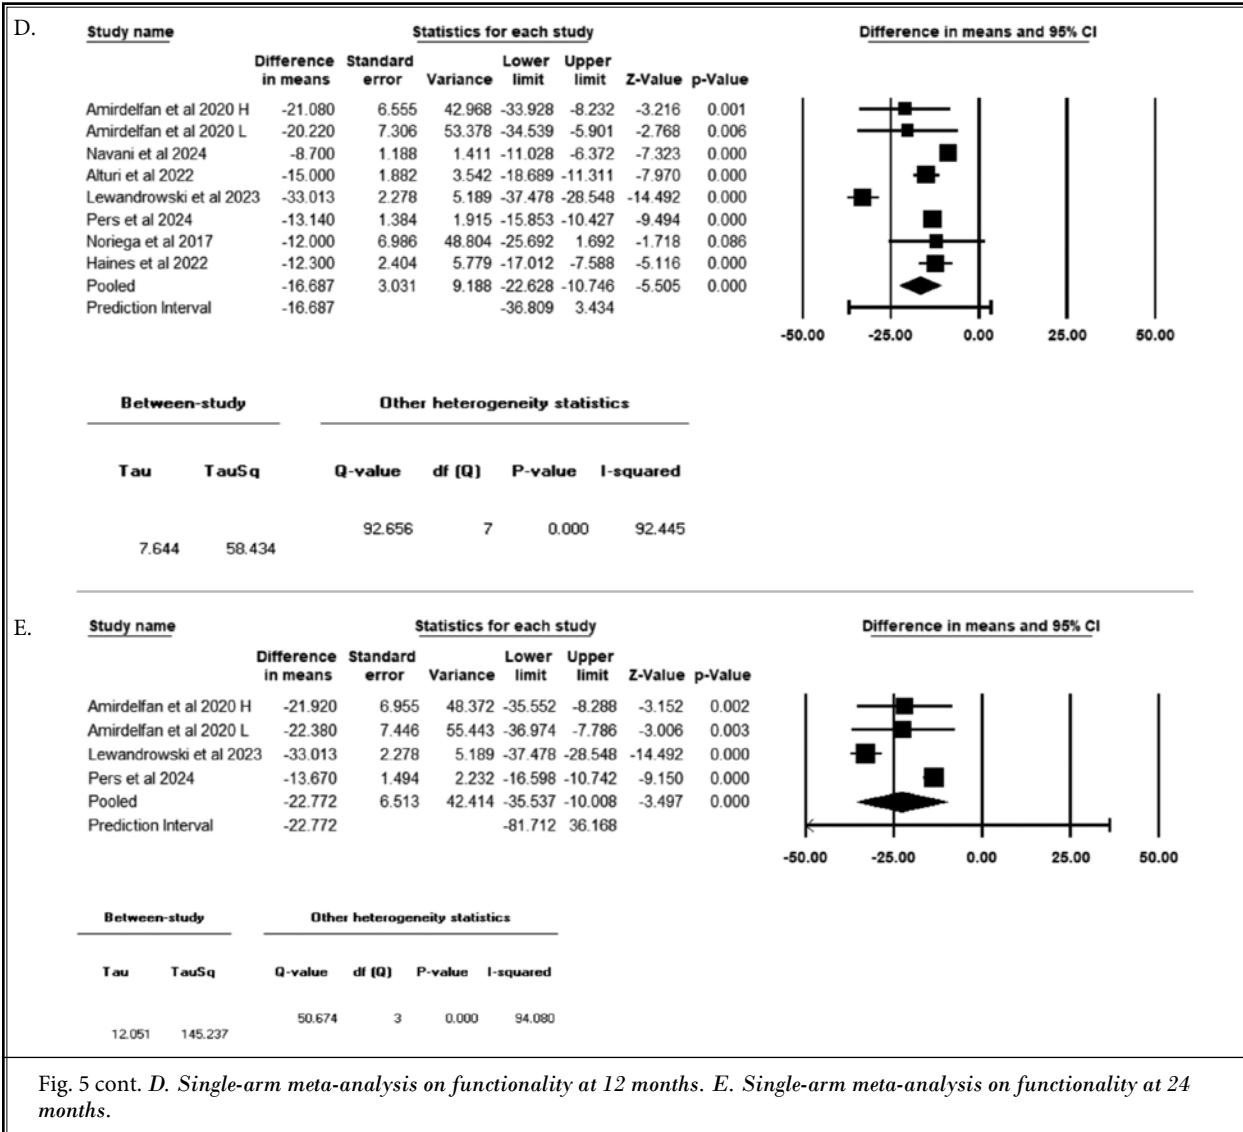 D.
Study name Statistics for each study Difference in means and 95% CI
Difference Standard Lower Upper
in means error Variance limit limit Z-Value p-Value
Amirdelfan et al 2020 H -21.080 6.555 42.968 -33.928 -8.232 -3.216 0.001
Amirdelfan et al 2020 L -20.220 7.306 53.378 -34.539 -5.901 -2.768 0.006
Navani et al 2024 -8.700 1.188 1.411 -11.028 -6.372 -7.323 0.000
Alturi et al 2022 -15.000 1.882 3.542 -18.689 -11.311 -7.970 0.000
Lewandrowski et al 2023 -33.013 2.278 5.189 -37.478 -28.548 -14.492 0.000
Pers et al 2024 -13.140 1.384 1.915 -15.853 -10.427 -9.494 0.000
Noriega et al 2017 -12.000 6.986 48.804 -25.692 1.692 -1.718 0.086
Haines et al 2022 -12.300 2.404 5.779 -17.012 -7.588 -5.116 0.000
Pooled -16.687 3.031 9.188 -22.628 -10.746 -5.505 0.000
Prediction Interval -16.687 -36.809 3.434
-50.00 -25.00 0.00 25.00 50.00
Between-study Other heterogeneity statistics
Tau TauSq Q-value df (Q) P-value I-squared
92.656 7 0.000 92.445
7.644 58.434
E.
Study name Statistics for each study Difference in means and 95% CI
Difference Standard Lower Upper
in means error Variance limit limit Z-Value p-Value
Amirdelfan et al 2020 H -21.920 6.955 48.372 -35.552 -8.288 -3.152 0.002
Amirdelfan et al 2020 L -22.380 7.446 55.443 -36.974 -7.786 -3.006 0.003
Lewandrowski et al 2023 -33.013 2.278 5.189 -37.478 -28.548 -14.492 0.000
Pers et al 2024 -13.670 1.494 2.232 -16.598 -10.742 -9.150 0.000
Pooled -22.772 6.513 42.414 -35.537 -10.008 -3.497 0.000
Prediction Interval -22.772 -81.712 36.168
-50.00 -25.00 0.00 25.00 50.00
Between-study Other heterogeneity statistics
Tau TauSq Q-value df (Q) P-value I-squared
50.674 3 0.000 94.080
12.051 145.237
Fig. 5 cont. D. Single-arm meta-analysis on functionality at 12 months. E. Single-arm meta-analysis on functionality at 24
months.